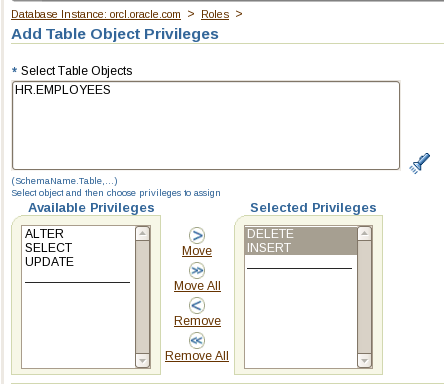 Database Instance: orcl.oracle.com > Roles >
Add Table Object Privileges
* Select Table Objects
HR.EMPLOYEES
(SchemaName.Table,...)
Select object and then choose privileges to assign
Available Privileges
ALTER
SELECT
UPDATE
Move
Move All
Remove
Remove All
Selected Privileges
DELETE
INSERT